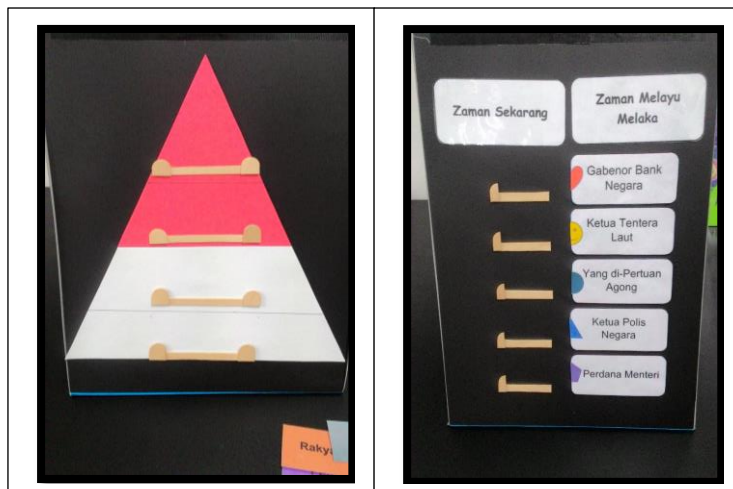 Zaman Sekarang
Zaman Melayu
Melaka
Gabenor Bank
Negara
Ketua Tentera
Laut
Yang di-Pertuan
Agong
Ketua Polis
Negara
Perdana Menteri